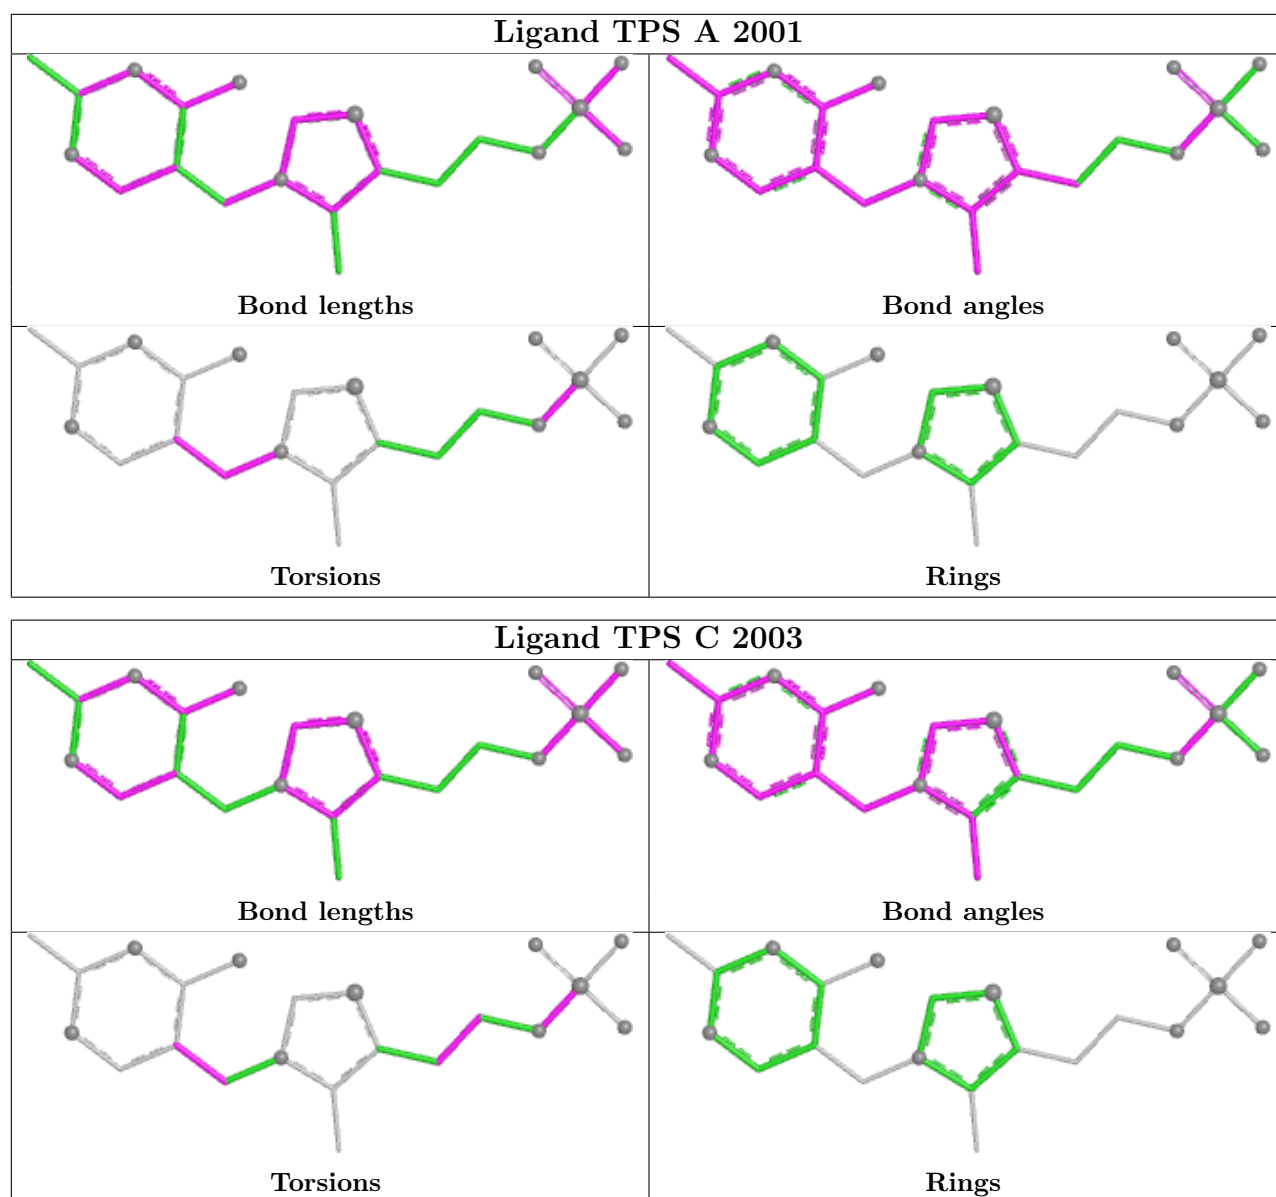 Ligand TPS A 2001
Bond lengths
Bond angles
Torsions
Rings
Ligand TPS C 2003
Bond lengths
Bond angles
Torsions
Rings